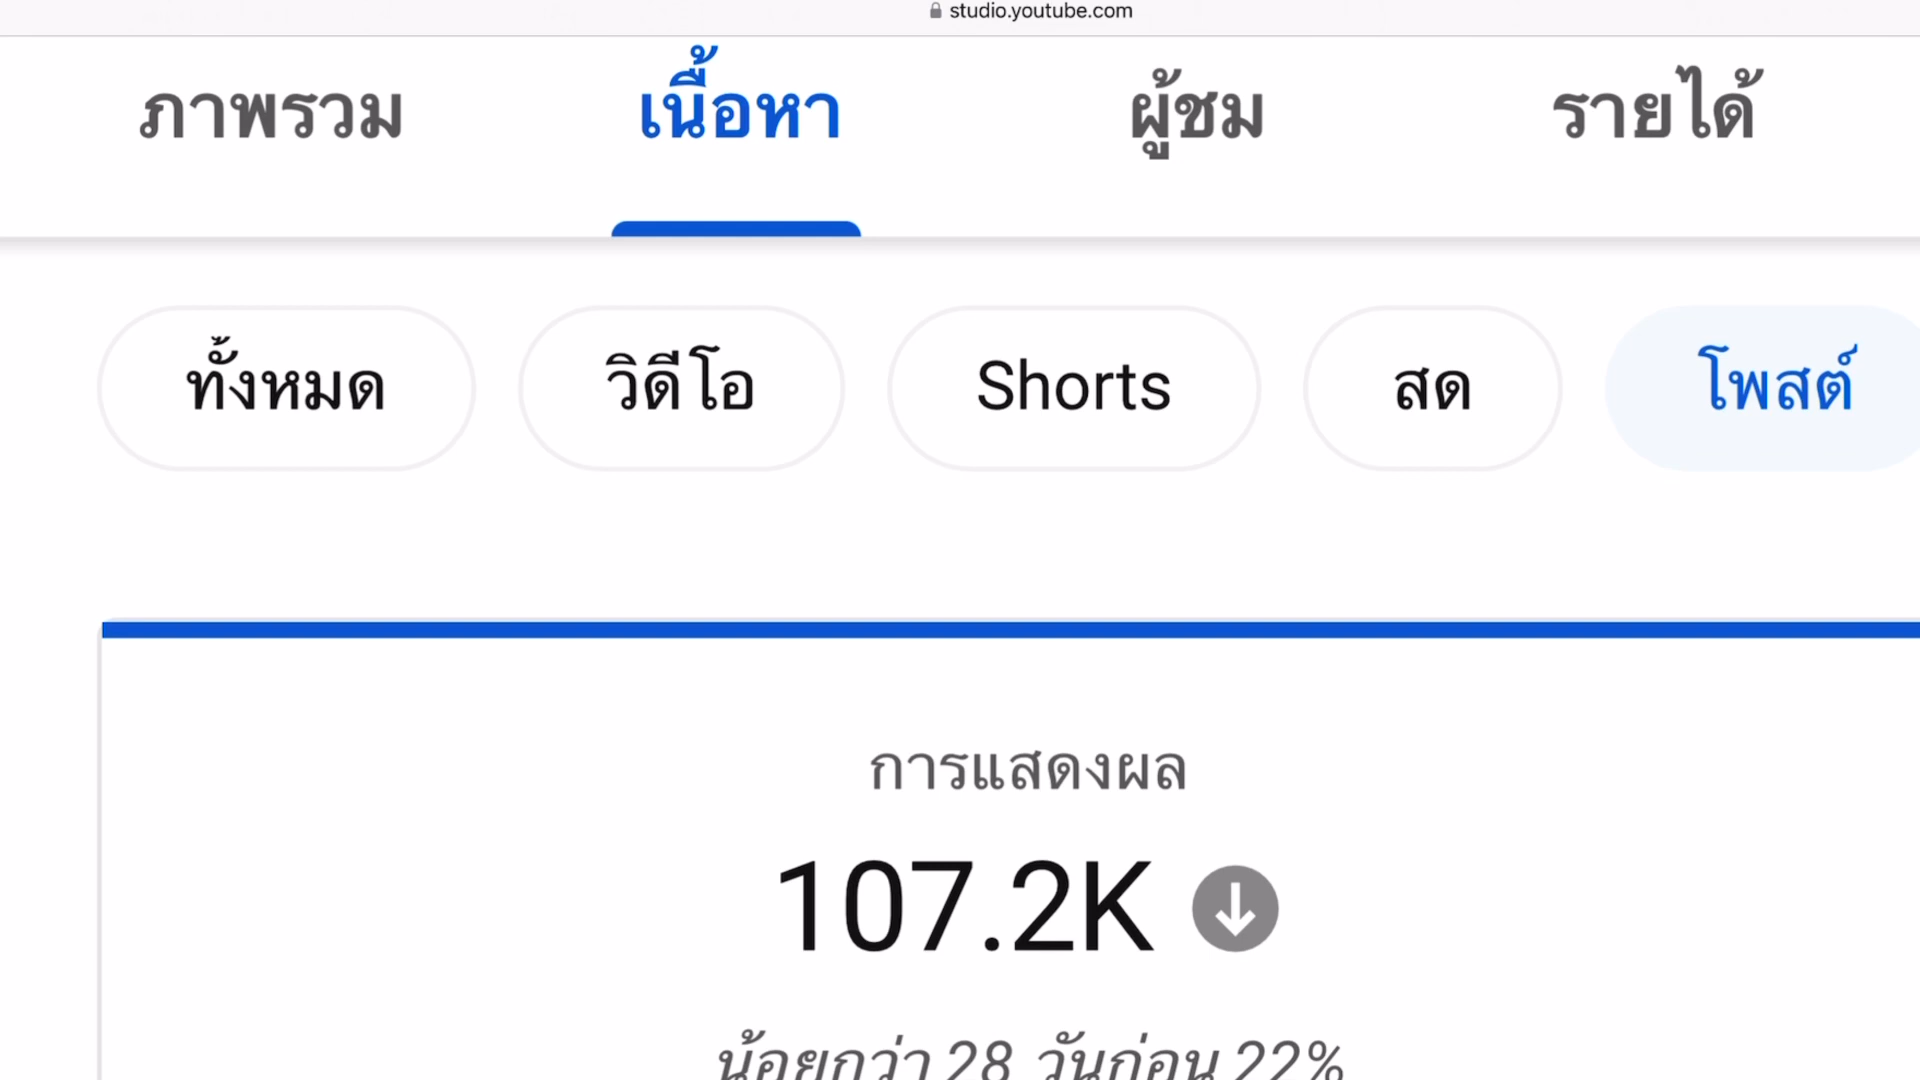 studio.youtube.com
ภาพรวม เนื้อหา ผู้ชม รายได้
ทั้งหมด วิดีโอ Shorts สด โพสต์
การแสดงผล
107.2K
น้อยกว่า 28 วันก่อน 22%